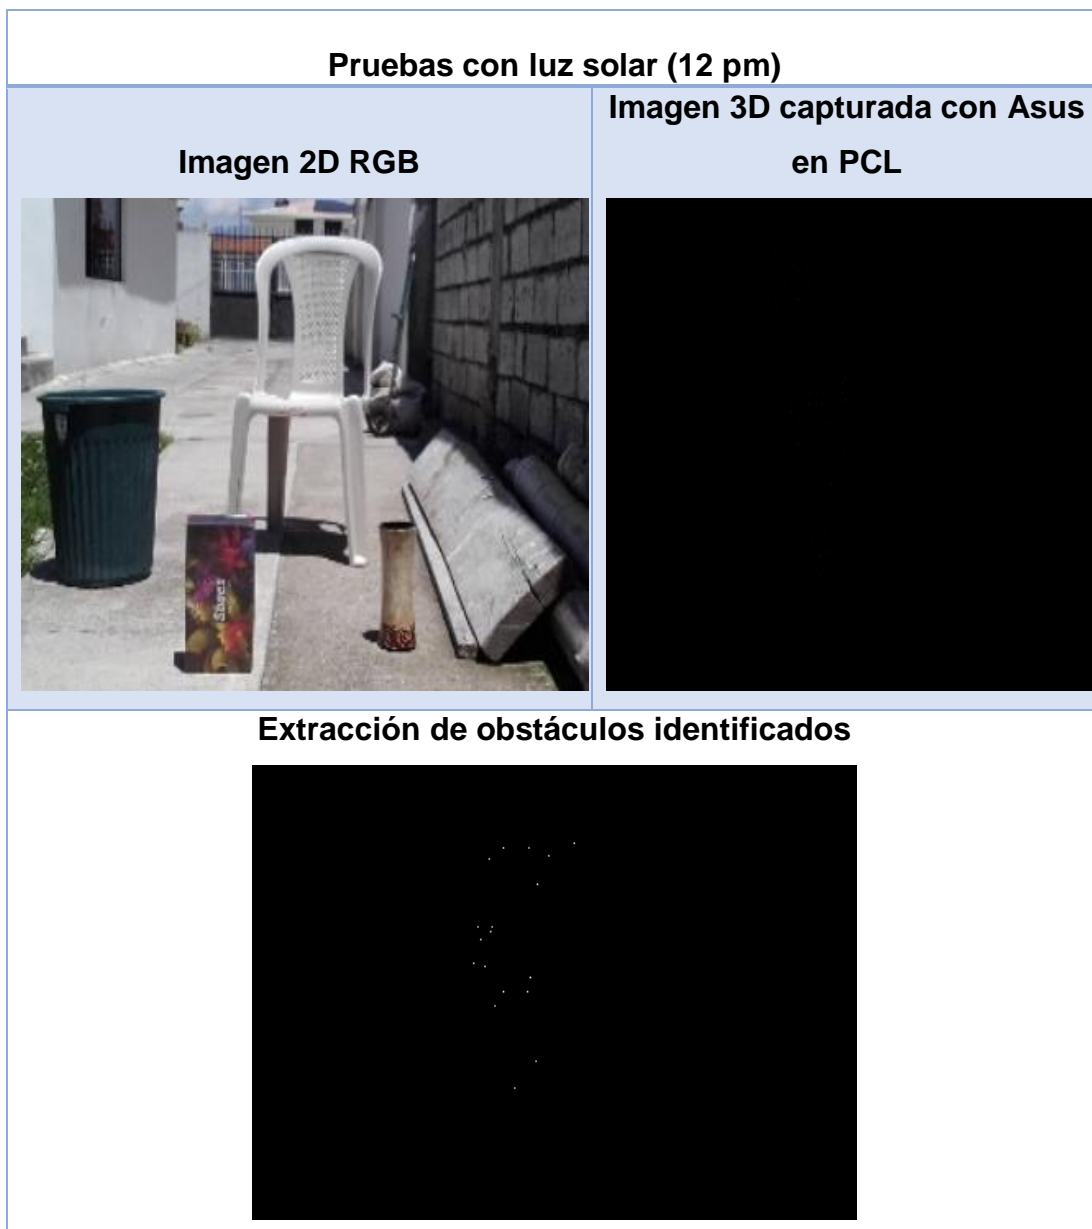 Pruebas con luz solar (12 pm)
Imagen 2D RGB
Imagen 3D capturada con Asus
en PCL
Extracción de obstáculos identificados